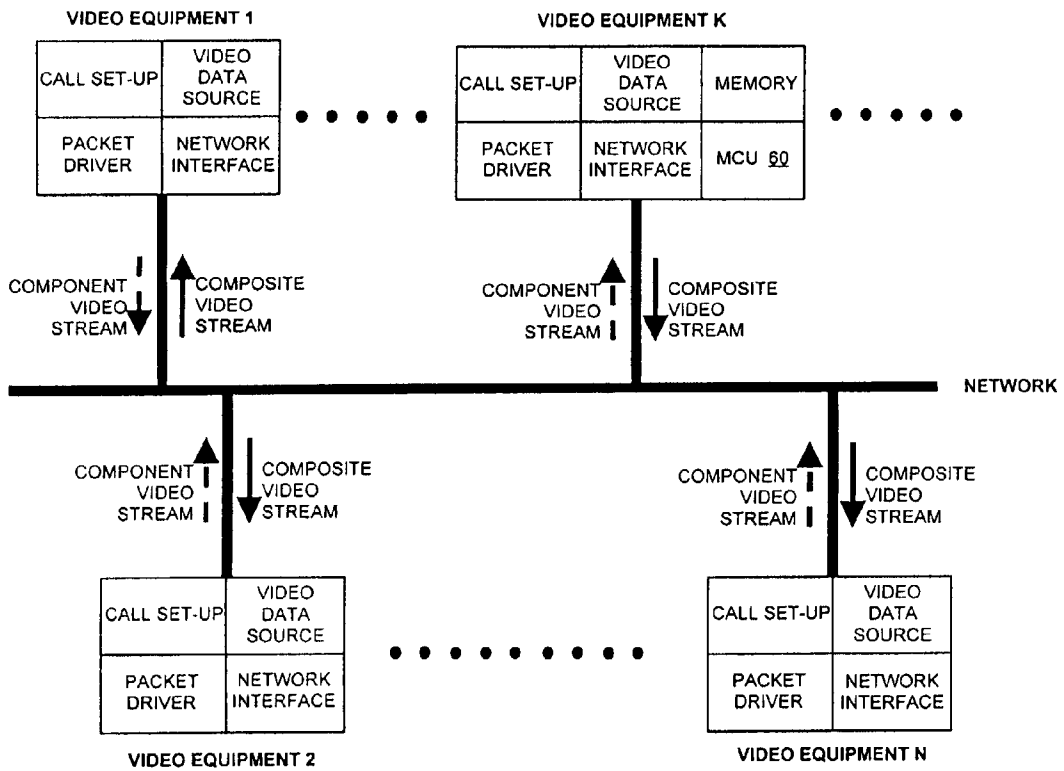 VIDEO EQUIPMENT 1
CALL SET-UP
VIDEO
DATA
SOURCE
PACKET
DRIVER
NETWORK
INTERFACE
VIDEO EQUIPMENT K
CALL SET-UP
VIDEO
DATA
SOURCE
MEMORY
PACKET
DRIVER
NETWORK
INTERFACE
MCU 60
COMPONENT
VIDEO
STREAM
COMPOSITE
VIDEO
STREAM
COMPONENT
VIDEO
STREAM
COMPOSITE
VIDEO
STREAM
NETWORK
COMPONENT
VIDEO
STREAM
COMPOSITE
VIDEO
STREAM
COMPONENT
VIDEO
STREAM
COMPOSITE
VIDEO
STREAM
CALL SET-UP
VIDEO
DATA
SOURCE
PACKET
DRIVER
NETWORK
INTERFACE
VIDEO EQUIPMENT 2
CALL SET-UP
VIDEO
DATA
SOURCE
PACKET
DRIVER
NETWORK
INTERFACE
VIDEO EQUIPMENT N